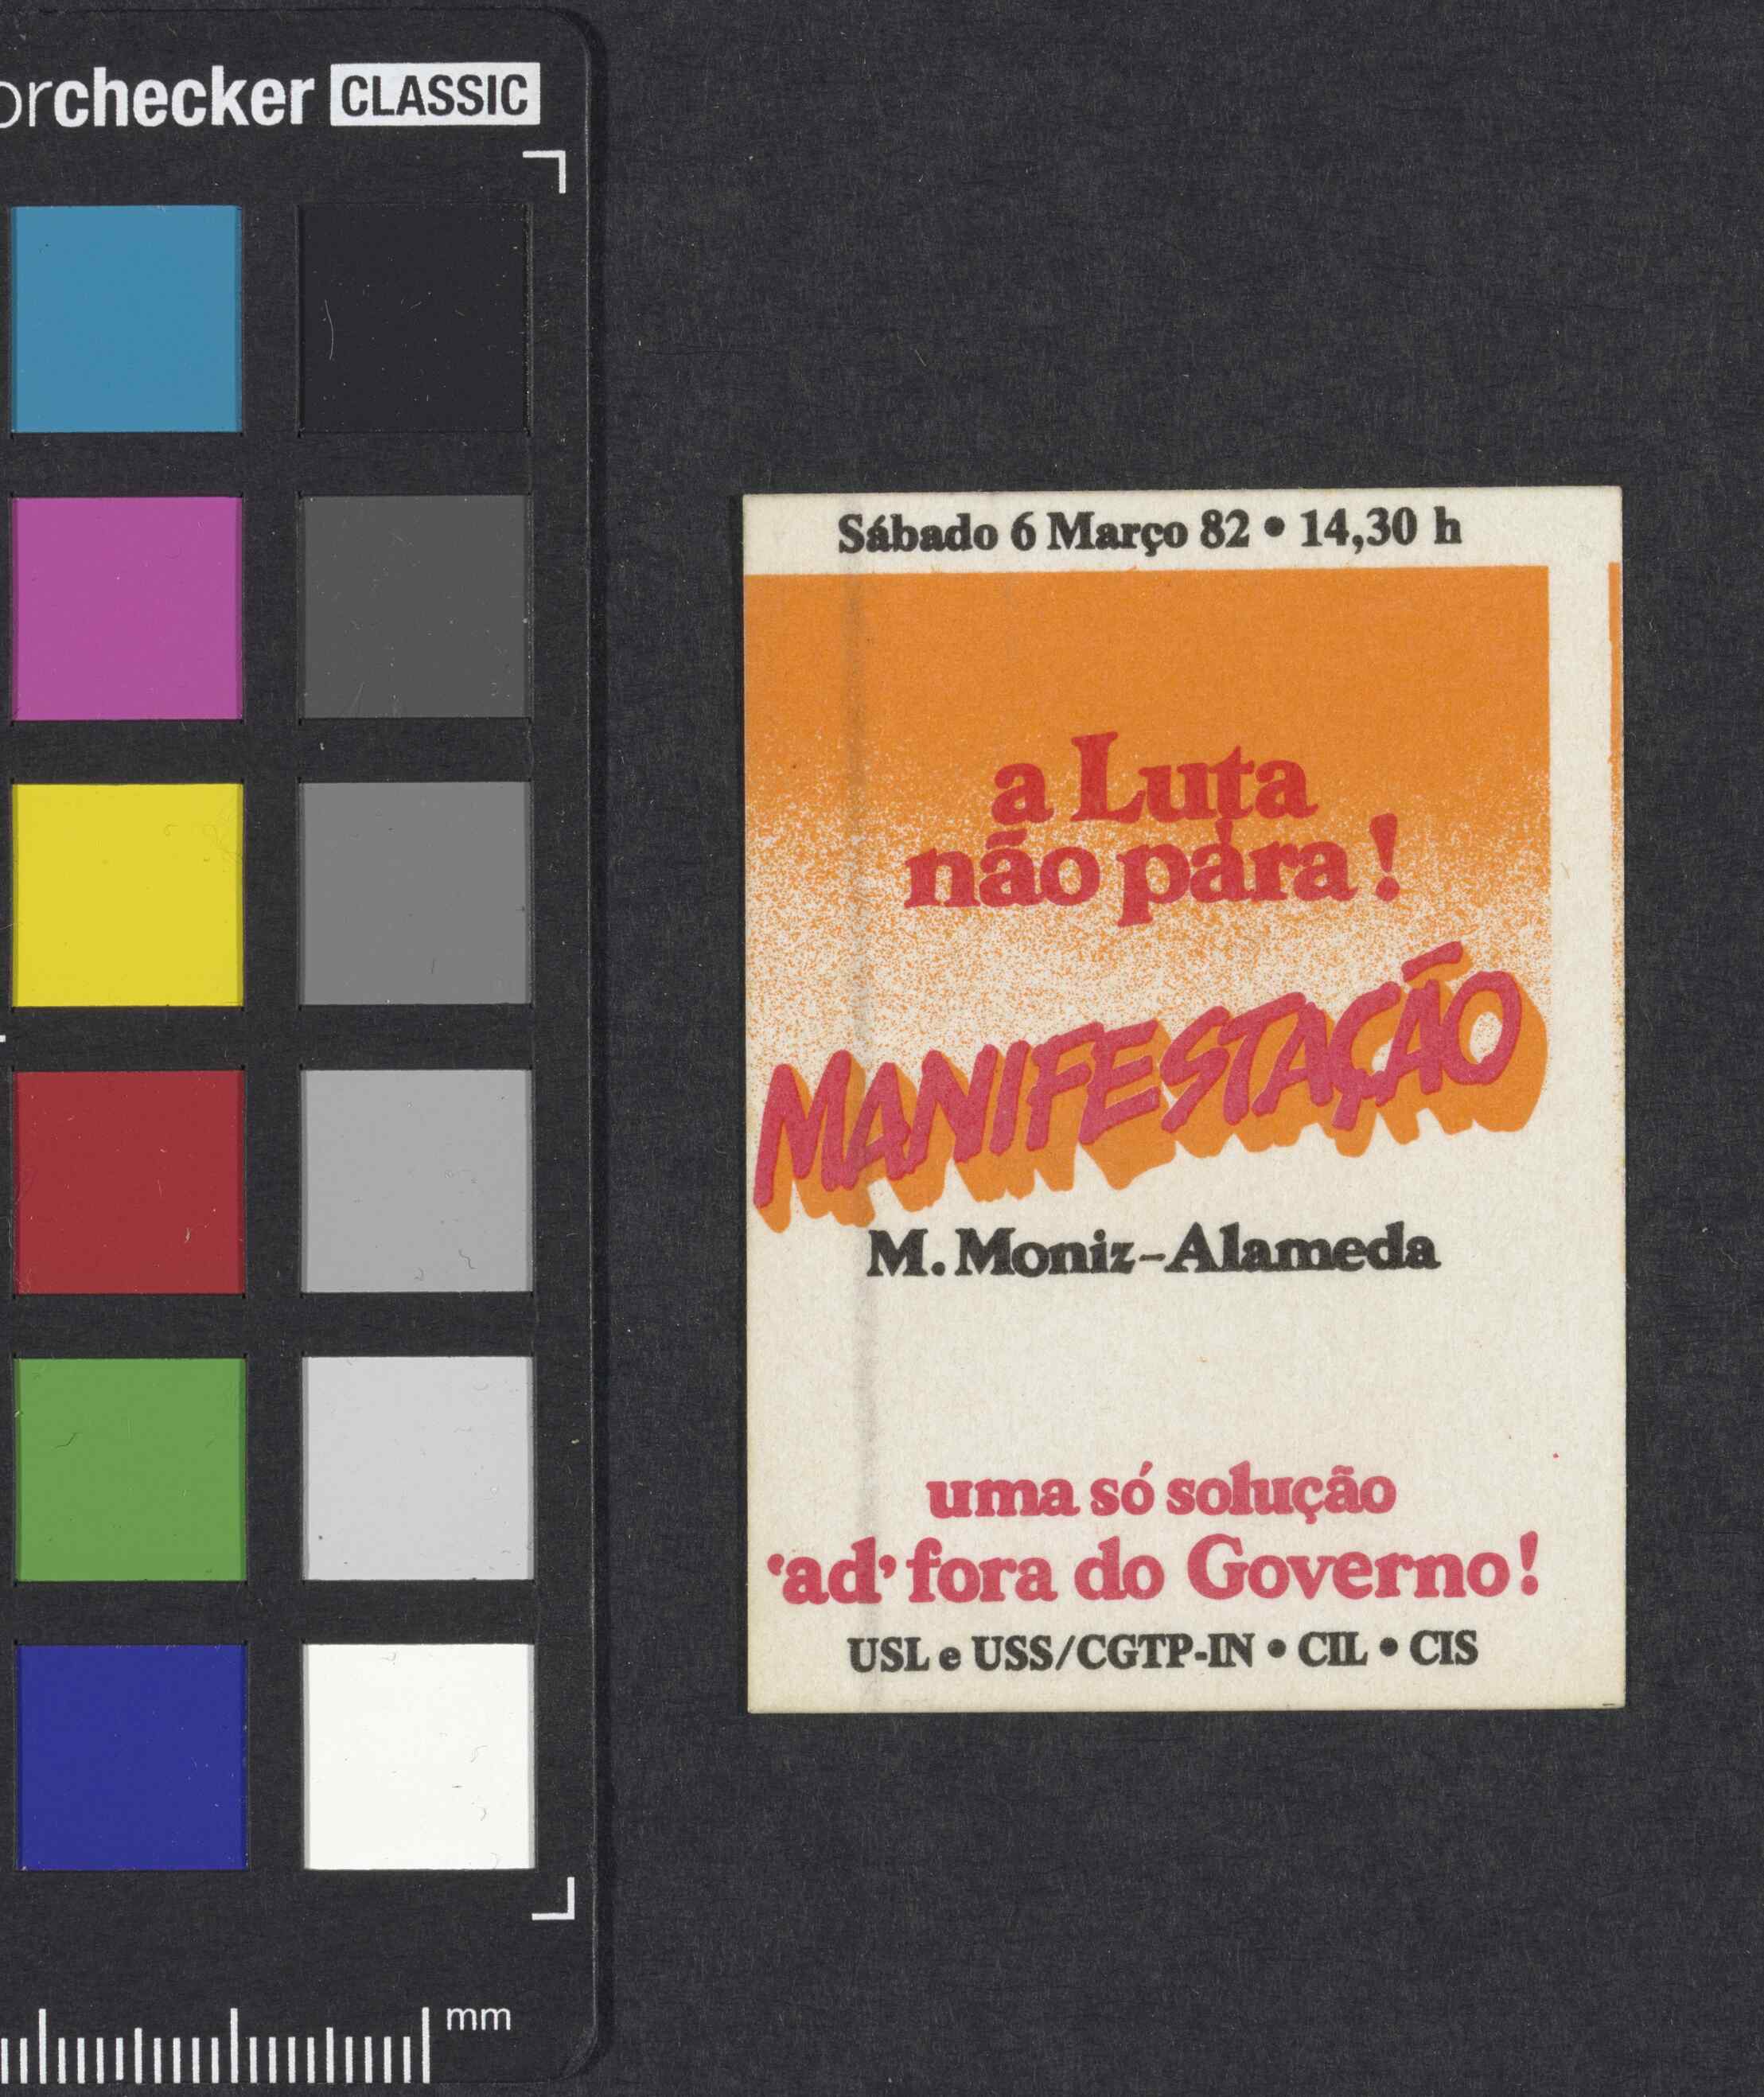 orchecker CLASSIC
Sábado 6 Março 82 • 14,30 h
a Luta
não pára!
MANIFESTAÇÃO
M. Moniz-Alameda
uma só solução
‘ad’ fora do Governo!
USL e USS/CGTP-IN • CIL • CIS
mm